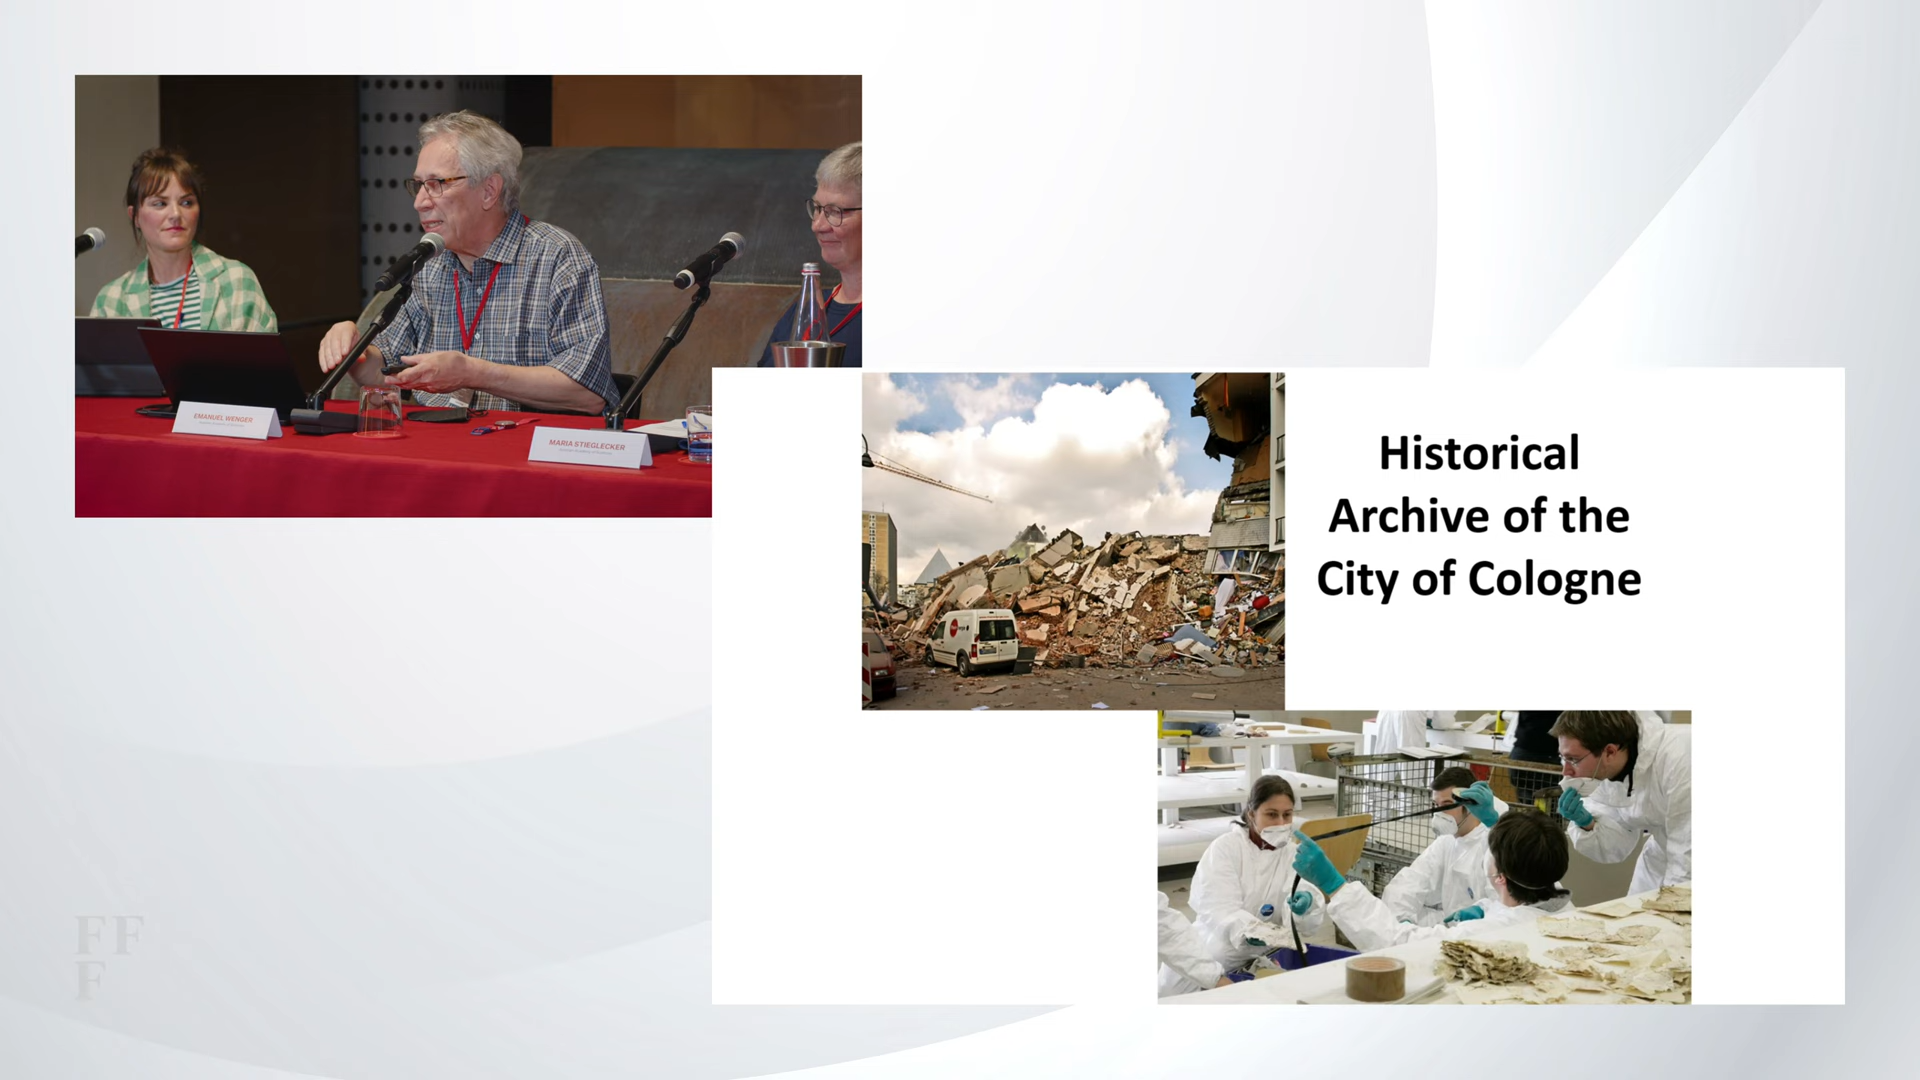 EMANUEL WENGER
MARIA STIEGLECKER
Historical
Archive of the
City of Cologne
FF
F